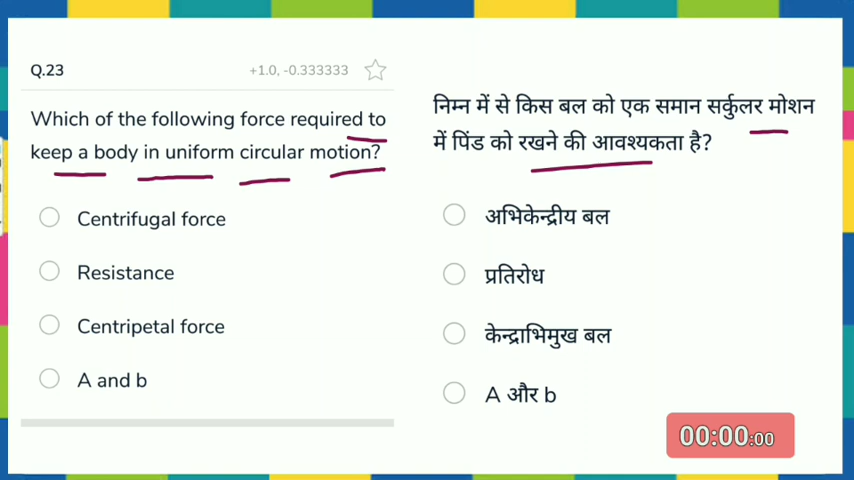 Q.23
+1.0, -0.333333
Which of the following force required to
keep a body in uniform circular motion?
Centrifugal force
Resistance
Centripetal force
A and b
निम्न में से किस बल को एक समान सर्कुलर मोशन
में पिंड को रखने की आवश्यकता है?
अभिकेन्द्रीय बल
प्रतिरोध
केन्द्राभिमुख बल
A और b
00:00:00